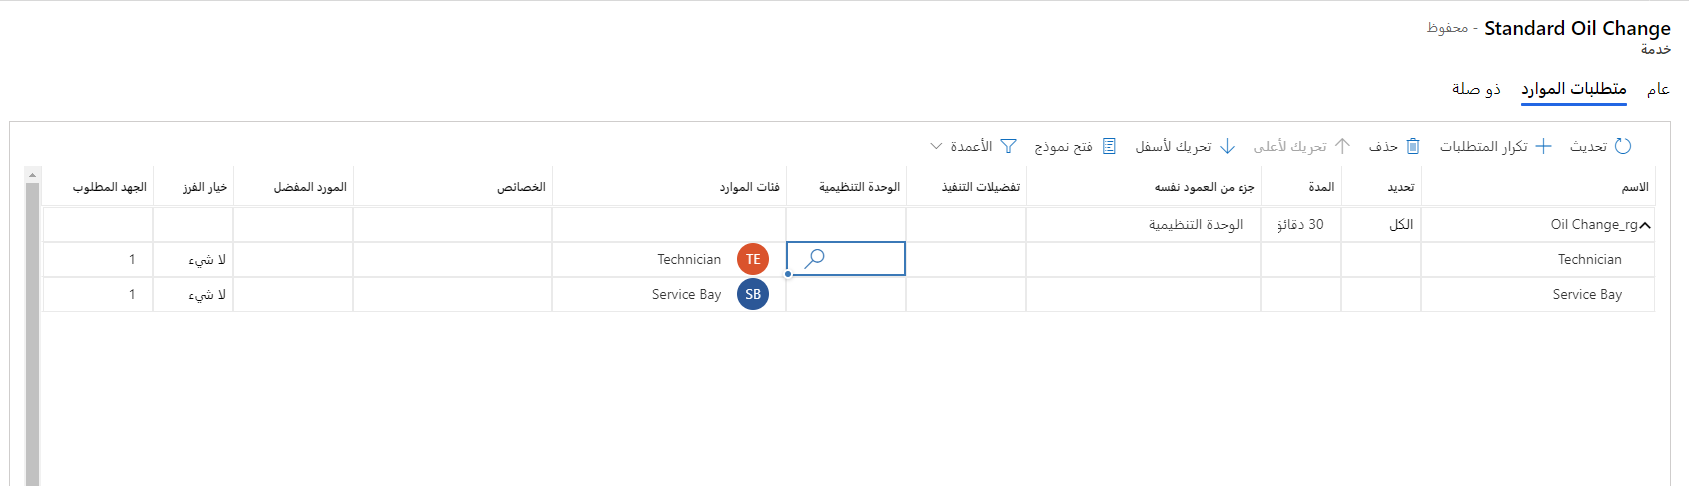 Standard Oil Change - محفوظ
خدمة
عام متطلبات الموارد ذو صلة
تحديث تكرار المتطلبات حذف تحريك لأعلى تحريك لأسفل فتح نموذج الأعمدة
الاسم تحديد المدة جزء من العمود نفسه تفضيلات التنفيذ الوحدة التنظيمية فئات الموارد الخصائص المورد المفضل خيار الفرز الجهد المطلوب
Oil Change_rg الكل 30 دقائق الوحدة التنظيمية
Technician TE Technician لا شيء 1
Service Bay SB Service Bay لا شيء 1